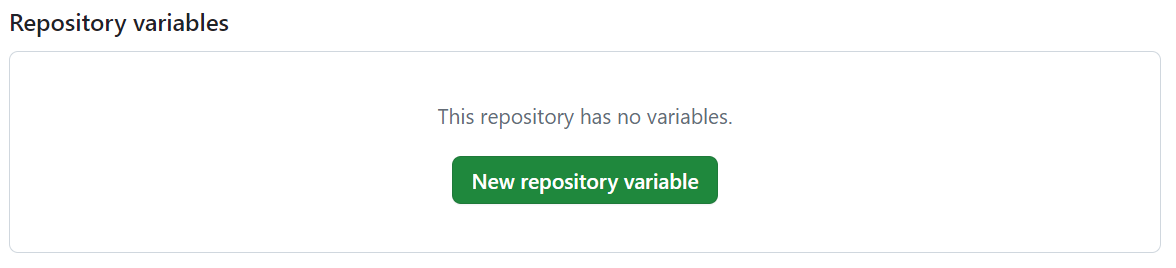 Repository variables
This repository has no variables.
New repository variable